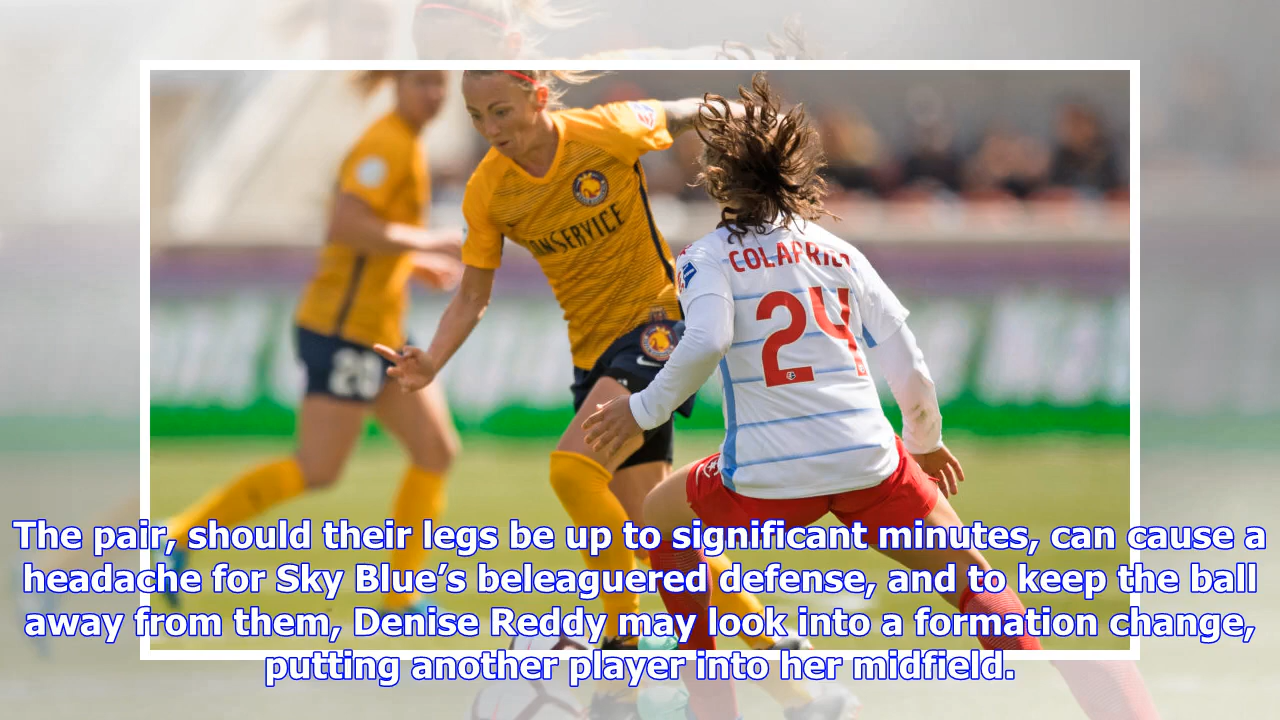 ONSERVICE
COLAPRICO
24
20
The pair, should their legs be up to significant minutes, can cause a
headache for Sky Blue’s beleaguered defense, and to keep the ball
away from them, Denise Reddy may look into a formation change,
putting another player into her midfield.